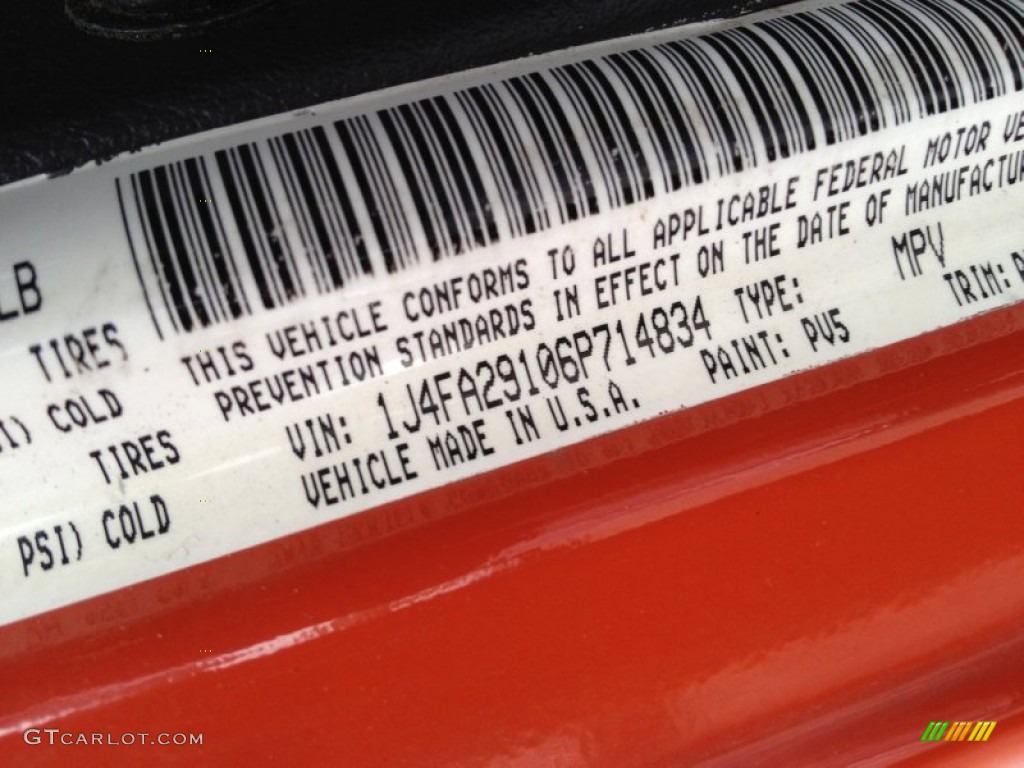 LB
TIRES
I) COLD
TIRES
PSI) COLD
THIS VEHICLE CONFORMS TO ALL APPLICABLE FEDERAL MOTOR VE
PREVENTION STANDARDS IN EFFECT ON THE DATE OF MANUFACTUR
VIN: 1J4FA29106P714834 TYPE: MPV
VEHICLE MADE IN U.S.A. PAINT: PV5 TRIM:
GTCARLOT.COM